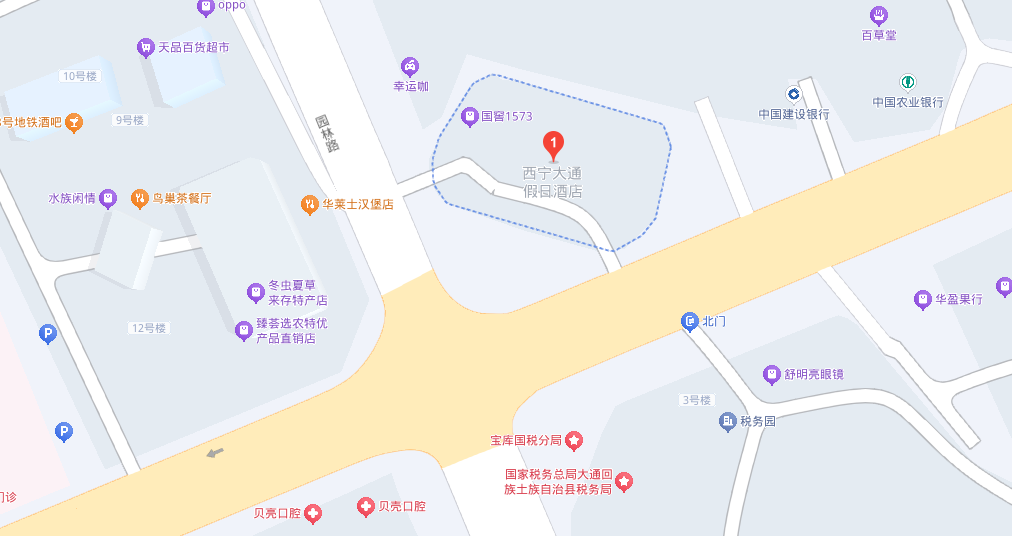 oppo
天品百货超市
百草堂
10号楼
幸运咖
中国农业银行
中国建设银行
国窖1573
号地铁酒吧
9号楼
园林路
1
西宁大通
假日酒店
水族闲情
鸟巢茶餐厅
华莱士汉堡店
冬虫夏草
来存特产店
华盈果行
臻荟选农特优
产品直销店
12号楼
北门
P
舒明亮眼镜
3号楼
税务园
P
宝库国税分局
国家税务总局大通回
族土族自治县税务局
门诊
贝壳口腔
贝壳口腔